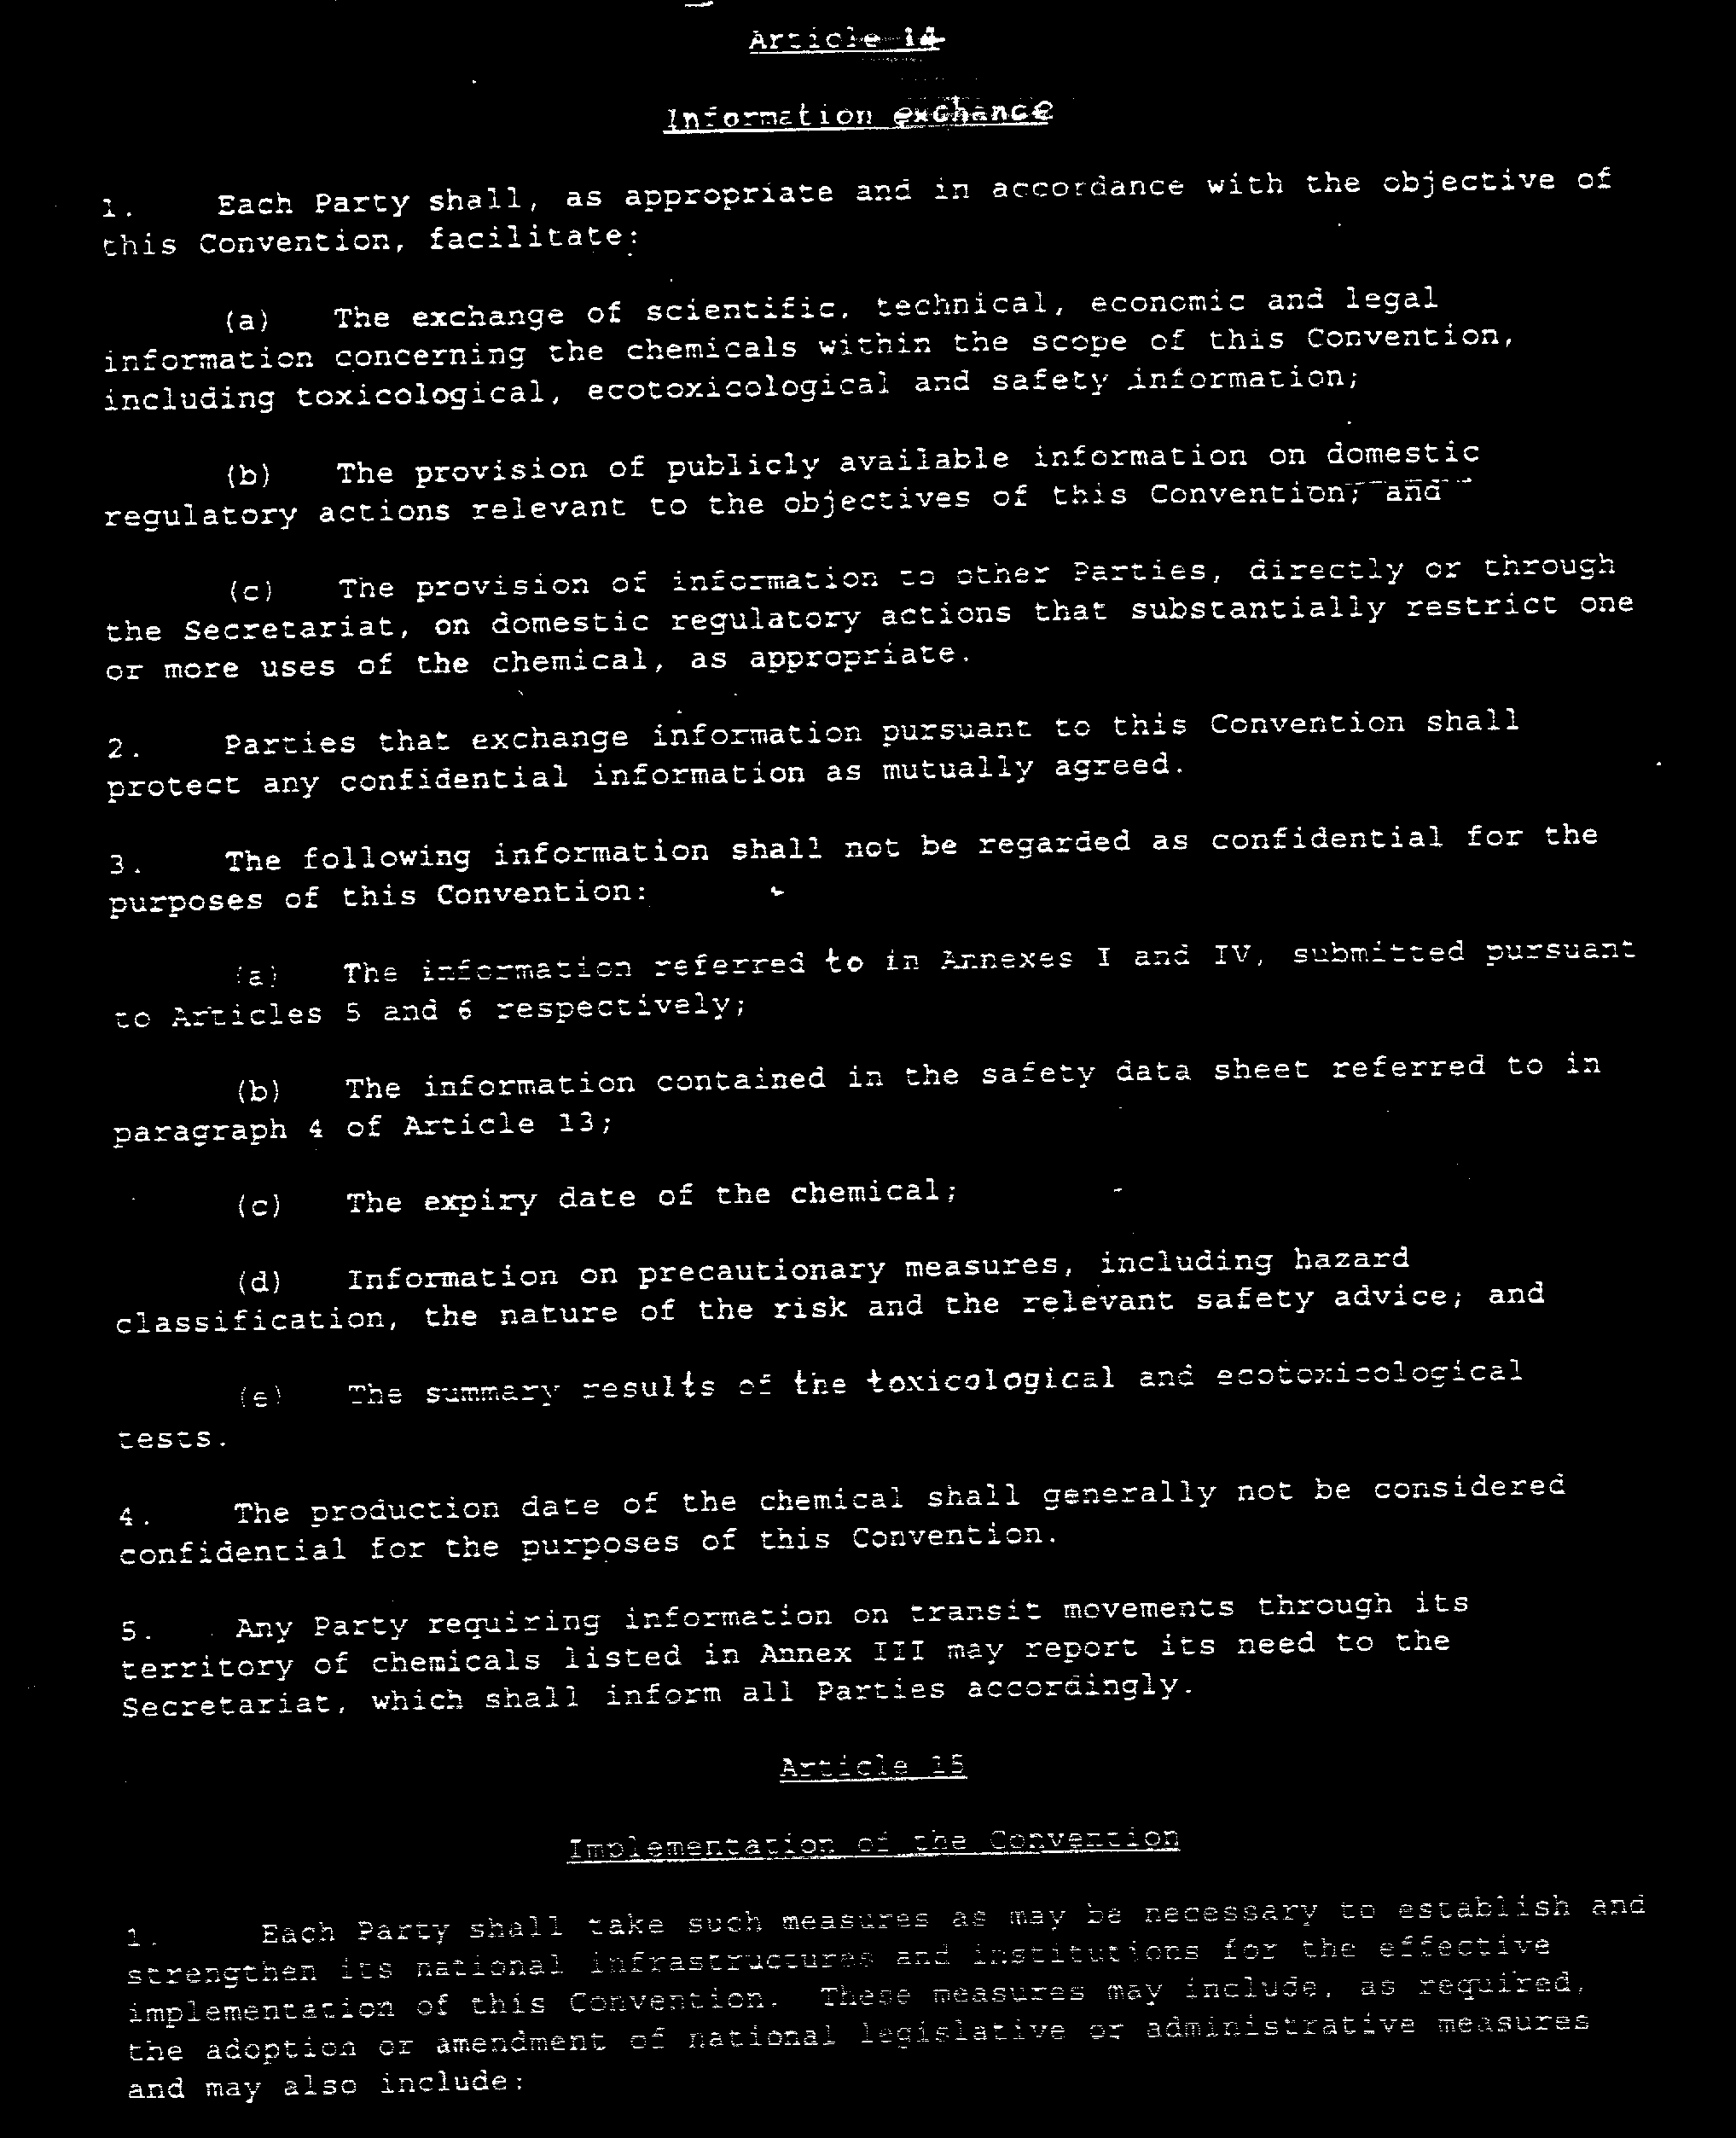 Article 14
Information exchange
1. Each Party shall, as appropriate and in accordance with the objective of
this Convention, facilitate:
(a) The exchange of scientific, technical, economic and legal
information concerning the chemicals within the scope of this Convention,
including toxicological, ecotoxicological and safety information;
(b) The provision of publicly available information on domestic
regulatory actions relevant to the objectives of this Convention; and
(c) The provision of information to other Parties, directly or through
the Secretariat, on domestic regulatory actions that substantially restrict one
or more uses of the chemical, as appropriate.
2. Parties that exchange information pursuant to this Convention shall
protect any confidential information as mutually agreed.
3. The following information shall not be regarded as confidential for the
purposes of this Convention:
(a) The information referred to in Annexes I and IV, submitted pursuant
to Articles 5 and 6 respectively;
(b) The information contained in the safety data sheet referred to in
paragraph 4 of Article 13;
(c) The expiry date of the chemical;
(d) Information on precautionary measures, including hazard
classification, the nature of the risk and the relevant safety advice; and
(e) The summary results of the toxicological and ecotoxicological
tests.
4. The production date of the chemical shall generally not be considered
confidential for the purposes of this Convention.
5. Any Party requiring information on transit movements through its
territory of chemicals listed in Annex III may report its need to the
Secretariat, which shall inform all Parties accordingly.
Article 15
Implementation of the Convention
1. Each Party shall take such measures as may be necessary to establish and
strengthen its national infrastructures and institutions for the effective
implementation of this Convention. These measures may include, as required,
the adoption or amendment of national legislative or administrative measures
and may also include: